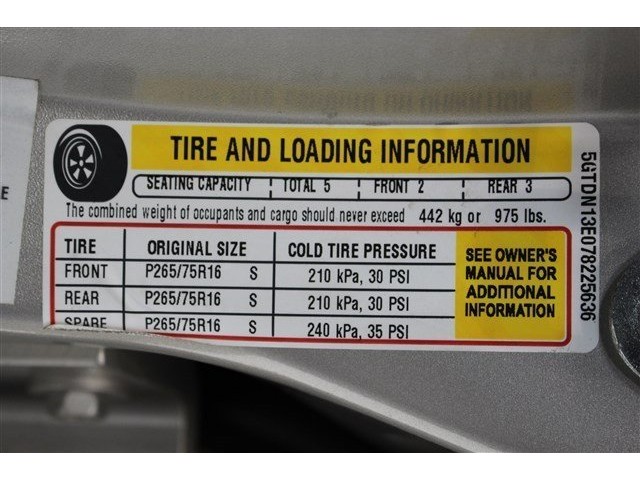 TIRE AND LOADING INFORMATION
SEATING CAPACITY TOTAL 5 FRONT 2 REAR 3
The combined weight of occupants and cargo should never exceed 442 kg or 975 lbs.
TIRE ORIGINAL SIZE COLD TIRE PRESSURE
FRONT P265/75R16 S 210 kPa, 30 PSI
REAR P265/75R16 S 210 kPa, 30 PSI
SPARE P265/75R16 S 240 kPa, 35 PSI
SEE OWNER'S
MANUAL FOR
ADDITIONAL
INFORMATION
5GTDN13E078225636
E